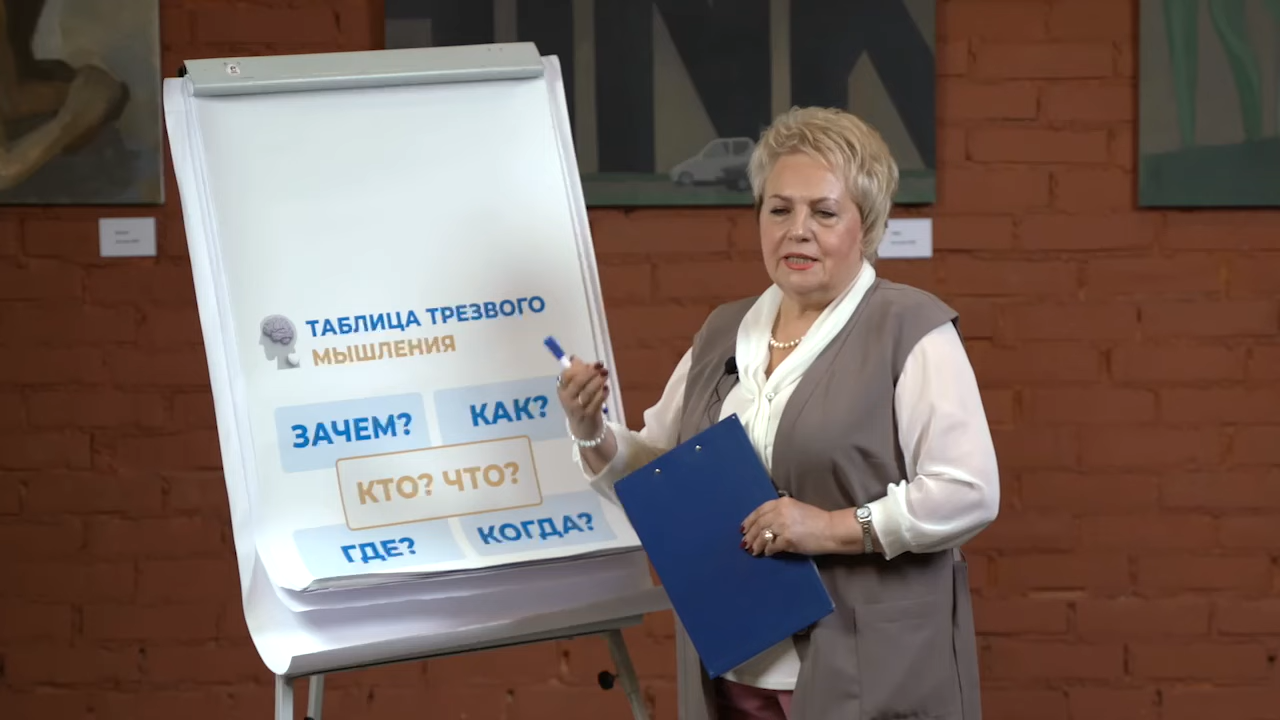 ТАБЛИЦА ТРЕЗВОГО
МЫШЛЕНИЯ
ЗАЧЕМ?
КАК?
КТО? ЧТО?
ГДЕ?
КОГДА?